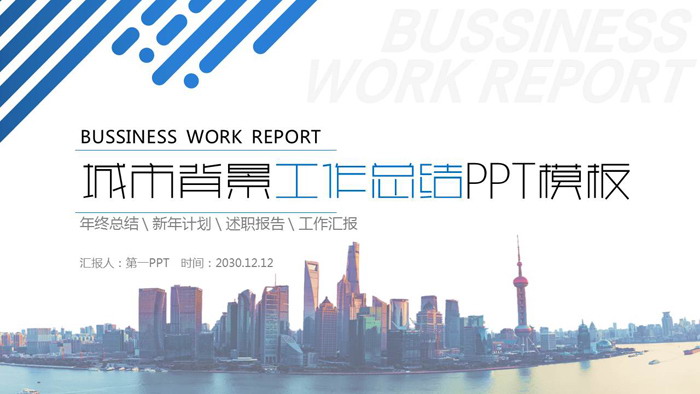 BUSSINESS
WORK REPORT
BUSSINESS WORK REPORT
城市背景工作总结PPT模板
年终总结 \ 新年计划 \ 述职报告 \ 工作汇报
汇报人：第一PPT 时间：2030.12.12